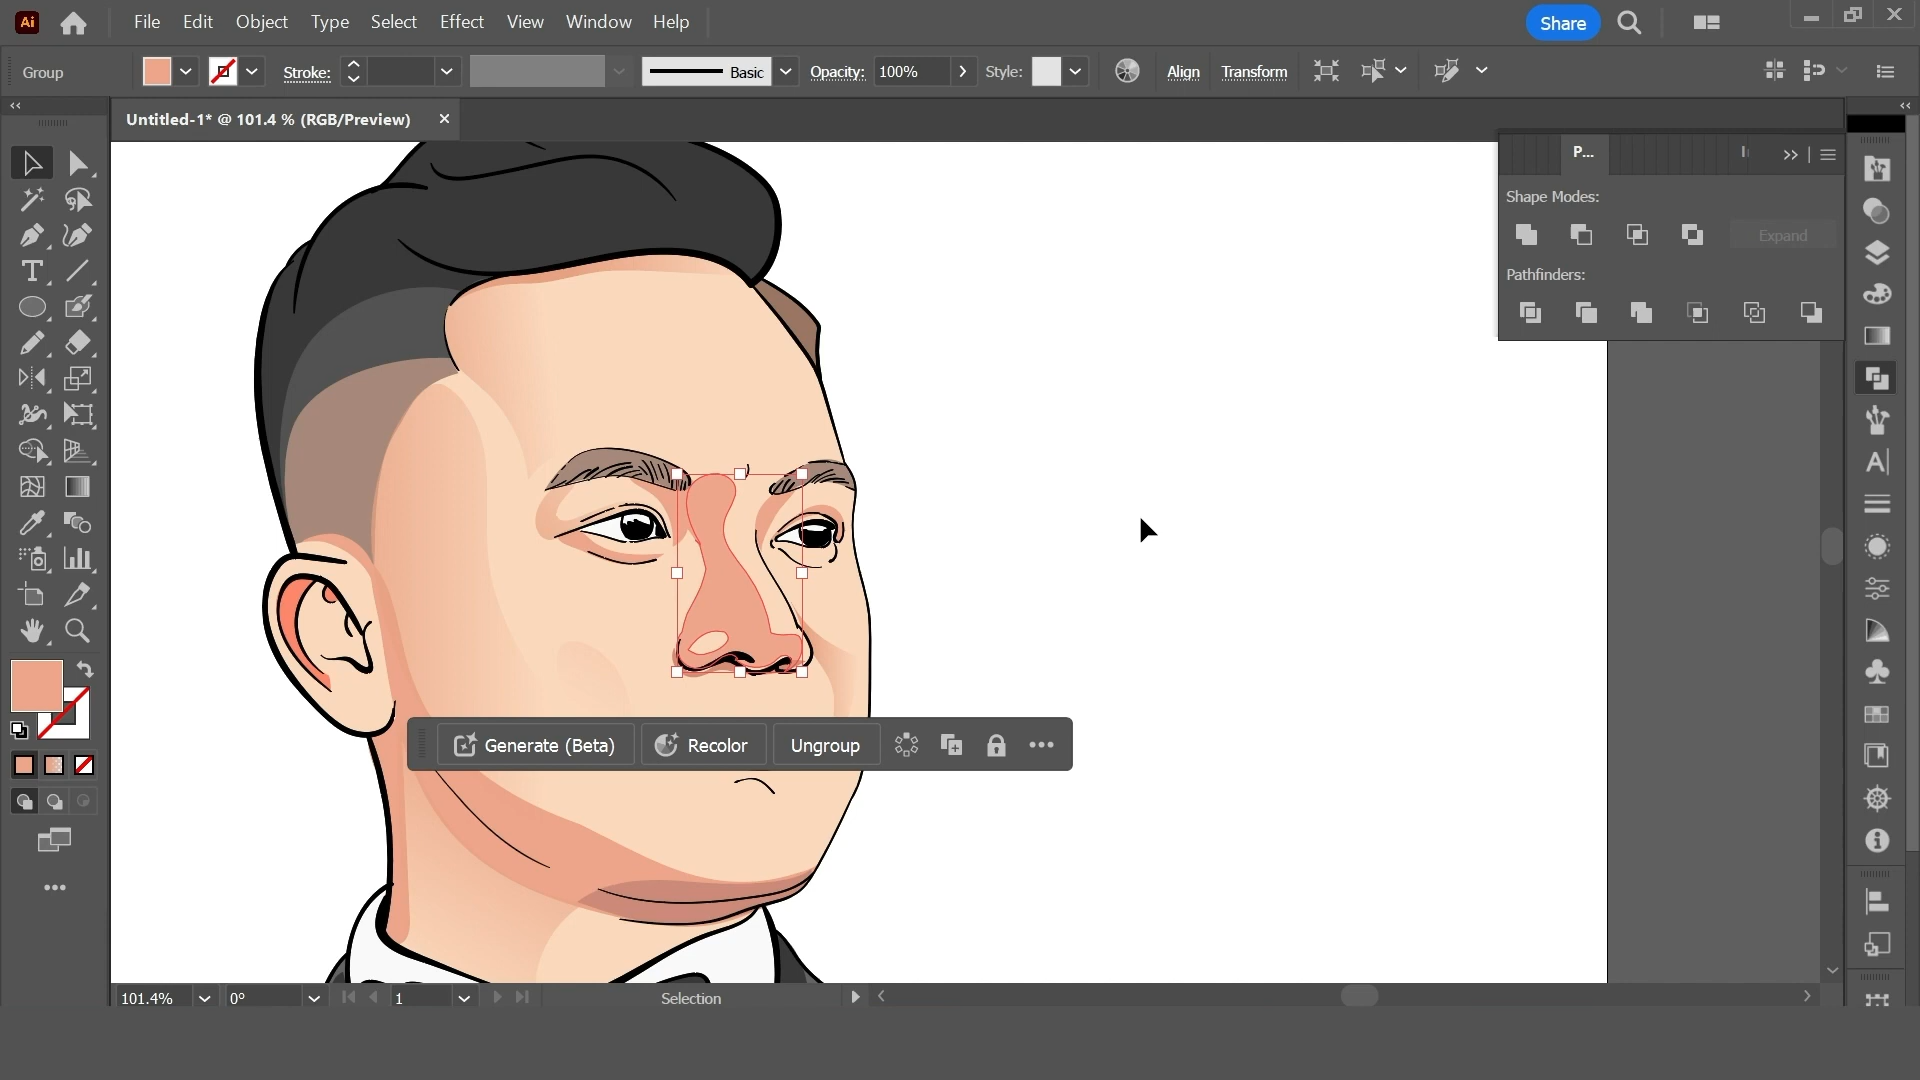 Ai File Edit Object Type Select Effect View Window Help Share
Group Stroke: Basic Opacity: 100% Style: Align Transform
Untitled-1* @ 101.4 % (RGB/Preview)
P...
Shape Modes:
Expand
Pathfinders:
Generate (Beta) Recolor Ungroup
101.4% 0° 1 Selection